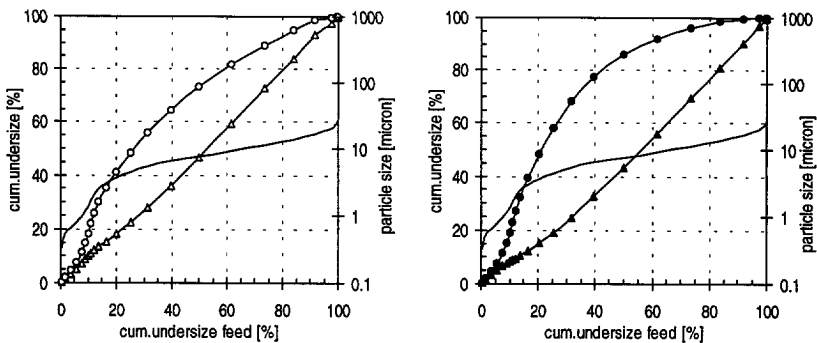 100 1000 100 1000
80 100 80 100
60 10 60 10
40 40
20 1 20 1
0 0.1 0 0.1
0 20 40 60 80 100 0 20 40 60 80 100
cum.undersize [%] particle size [micron] cum.undersize [%] particle size [micron]
cum.undersize feed [%] cum.undersize feed [%]